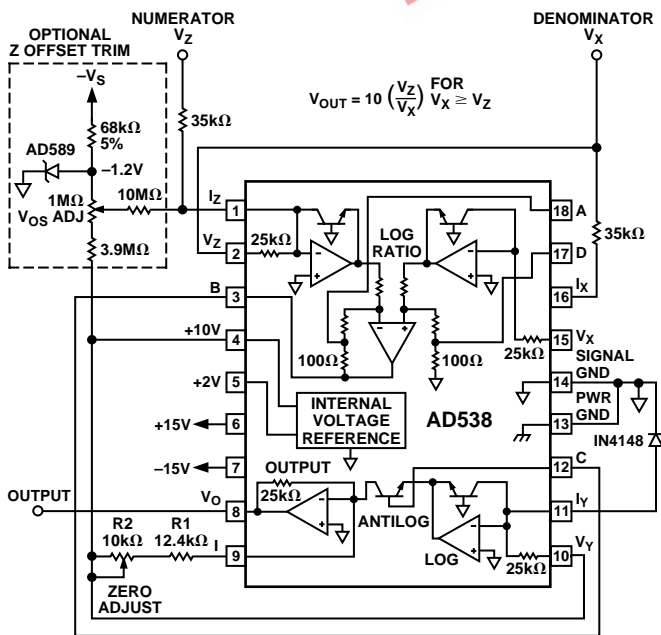 NUMERATOR
V_Z
DENOMINATOR
V_X
OPTIONAL
Z OFFSET TRIM
–V_S
V_OUT = 10 (V_Z/V_X) FOR V_X ≥ V_Z
68kΩ
5%
35kΩ
AD589
–1.2V
1MΩ
V_OS ADJ
10MΩ
3.9MΩ
35kΩ
I_Z
1
V_Z
2
25kΩ
B
3
+10V
4
+2V
5
+15V
6
–15V
7
OUTPUT
V_O
8
I
9
LOG
RATIO
100Ω
100Ω
INTERNAL
VOLTAGE
REFERENCE
AD538
OUTPUT
25kΩ
ANTILOG
LOG
25kΩ
18
A
17
D
16
I_X
15
V_X
25kΩ
SIGNAL
14
GND
PWR
13
GND
IN4148
12
C
11
I_Y
10
V_Y
R2
10kΩ
R1
12.4kΩ
ZERO
ADJUST